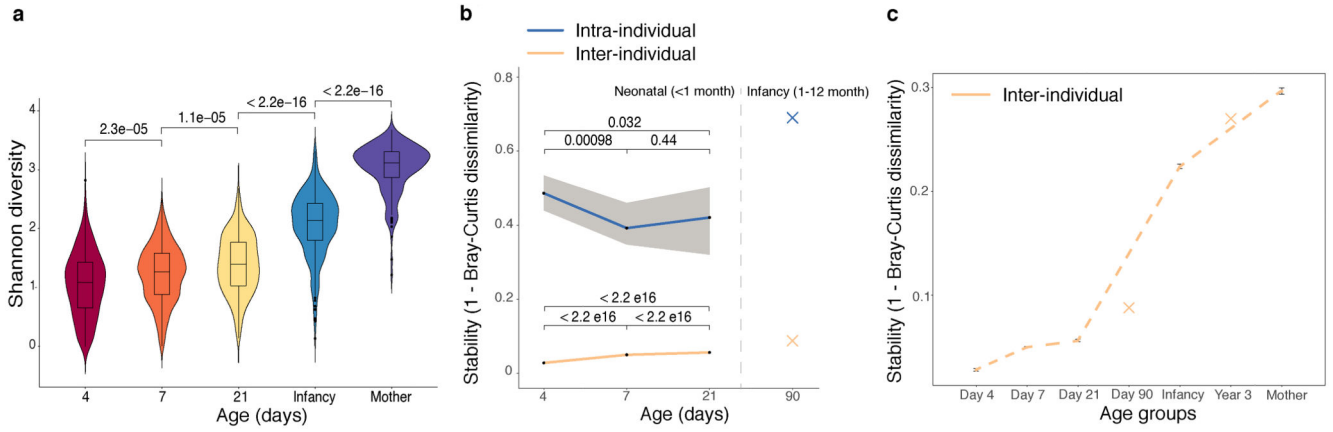 a
Shannon diversity
4
3
2
1
0
2.3e−05
1.1e−05
< 2.2e−16
< 2.2e−16
4
7
21
Infancy
Mother
Age (days)
b
Intra-individual
Inter-individual
Stability (1 - Bray-Curtis dissimilarity)
0.8
0.6
0.4
0.2
0
Neonatal (<1 month)
Infancy (1-12 month)
0.032
0.00098
0.44
< 2.2 e16
< 2.2 e16
< 2.2 e16
4
7
21
90
Age (days)
c
Inter-individual
Stability (1 - Bray-Curtis dissimilarity)
0.3
0.2
0.1
Day 4
Day 7
Day 21
Day 90
Infancy
Year 3
Mother
Age groups